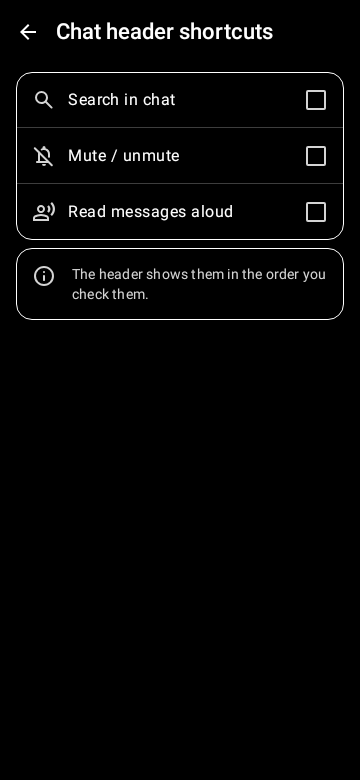 Chat header shortcuts
Search in chat
Mute / unmute
Read messages aloud
The header shows them in the order you
check them.